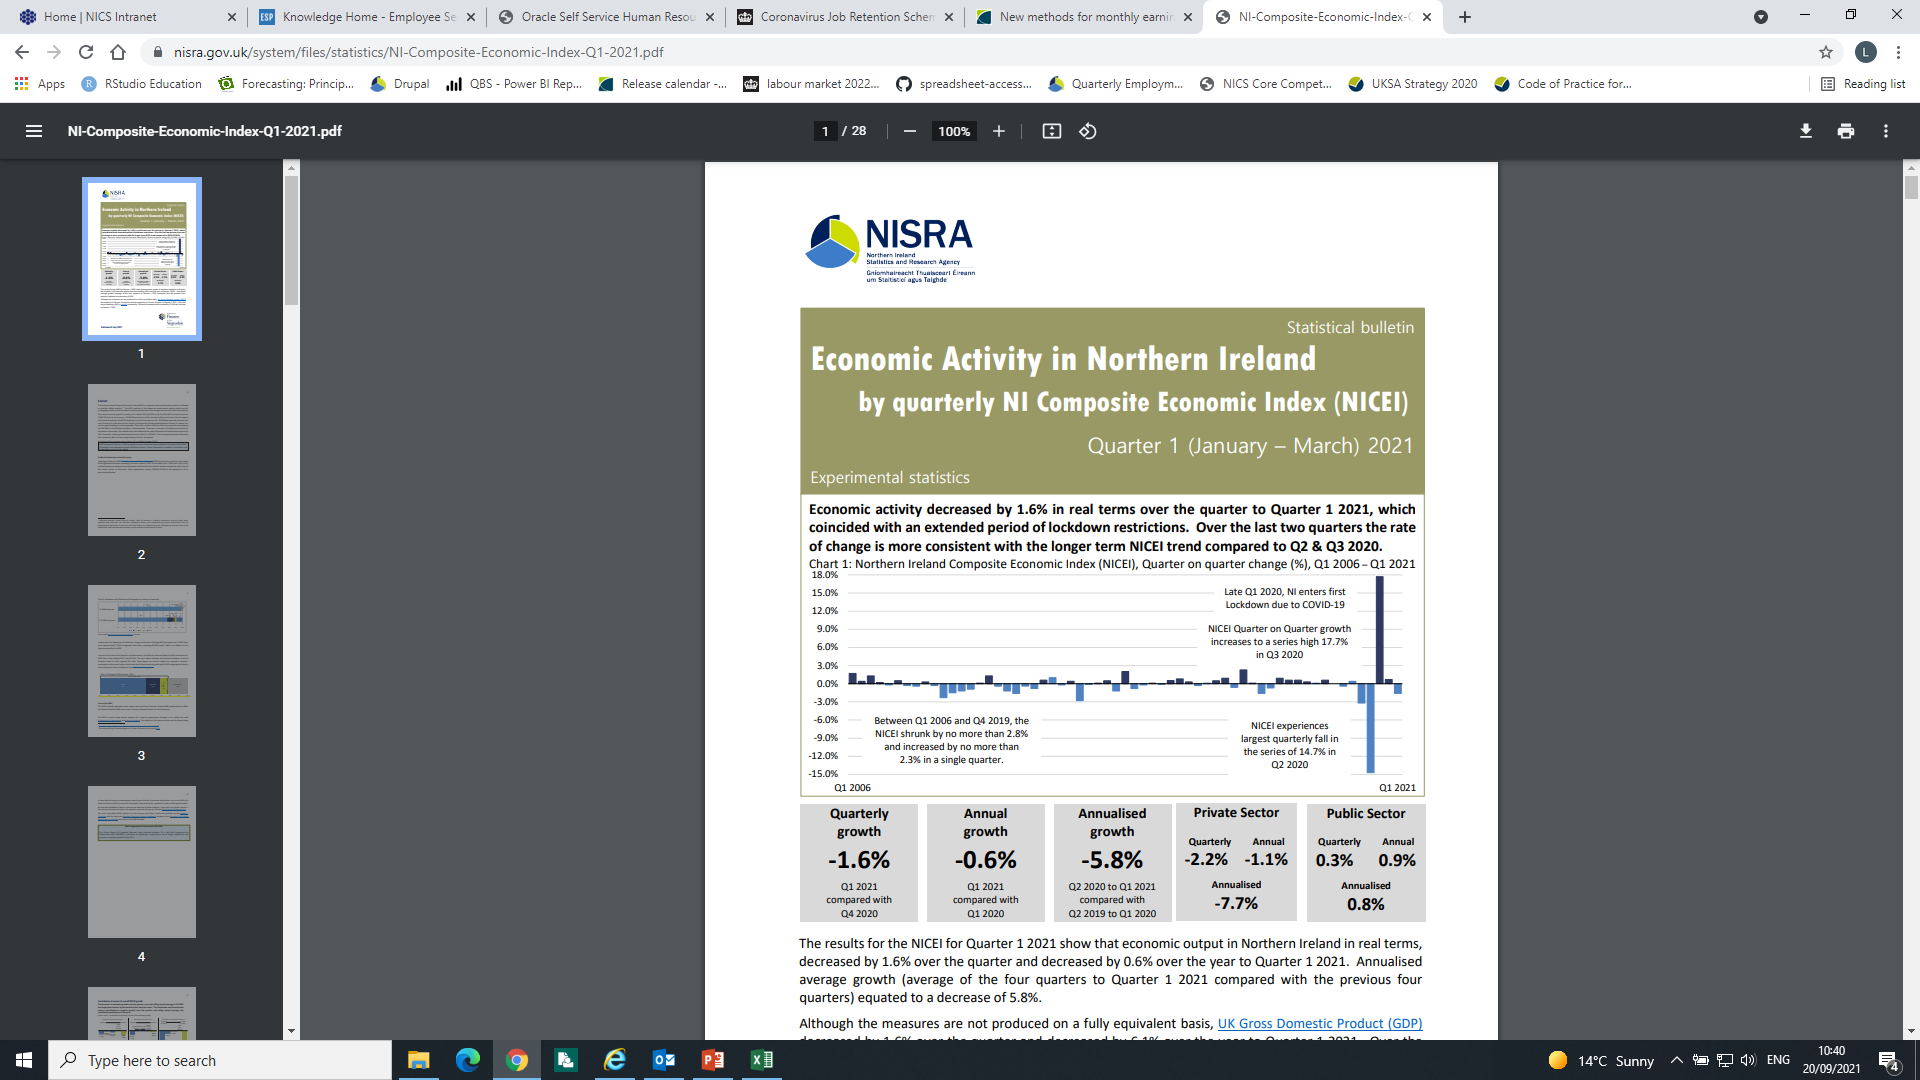 Home | NICS Intranet
Knowledge Home - Employee Se
Oracle Self Service Human Resou
Coronavirus Job Retention Schem
New methods for monthly earnin
NI-Composite-Economic-Index-Q
nisra.gov.uk/system/files/statistics/NI-Composite-Economic-Index-Q1-2021.pdf
L
Apps
RStudio Education
Forecasting: Princip...
Drupal
QBS - Power BI Rep...
Release calendar -...
labour market 2022...
spreadsheet-access...
Quarterly Employm...
NICS Core Compet...
UKSA Strategy 2020
Code of Practice for...
Reading list
NI-Composite-Economic-Index-Q1-2021.pdf
1 / 28
100%
1
2
3
4
NISRA
Northern Ireland
Statistics and Research Agency
Gníomhaireacht Thuaisceart Éireann
um Staitisticí agus Taighde
Statistical bulletin
Economic Activity in Northern Ireland
by quarterly NI Composite Economic Index (NICEI)
Quarter 1 (January – March) 2021
Experimental statistics
Economic activity decreased by 1.6% in real terms over the quarter to Quarter 1 2021, which
coincided with an extended period of lockdown restrictions. Over the last two quarters the rate
of change is more consistent with the longer term NICEI trend compared to Q2 & Q3 2020.
Chart 1: Northern Ireland Composite Economic Index (NICEI), Quarter on quarter change (%), Q1 2006 – Q1 2021
18.0%
15.0%
12.0%
9.0%
6.0%
3.0%
0.0%
-3.0%
-6.0%
-9.0%
-12.0%
-15.0%
Late Q1 2020, NI enters first
Lockdown due to COVID-19
NICEI Quarter on Quarter growth
increases to a series high 17.7%
in Q3 2020
Between Q1 2006 and Q4 2019, the
NICEI shrunk by no more than 2.8%
and increased by no more than
2.3% in a single quarter.
NICEI experiences
largest quarterly fall in
the series of 14.7% in
Q2 2020
Q1 2006
Q1 2021
Quarterly
growth
-1.6%
Q1 2021
compared with
Q4 2020
Annual
growth
-0.6%
Q1 2021
compared with
Q1 2020
Annualised
growth
-5.8%
Q2 2020 to Q1 2021
compared with
Q2 2019 to Q1 2020
Private Sector
Quarterly Annual
-2.2% -1.1%
Annualised
-7.7%
Public Sector
Quarterly Annual
0.3% 0.9%
Annualised
0.8%
The results for the NICEI for Quarter 1 2021 show that economic output in Northern Ireland in real terms,
decreased by 1.6% over the quarter and decreased by 0.6% over the year to Quarter 1 2021. Annualised
average growth (average of the four quarters to Quarter 1 2021 compared with the previous four
quarters) equated to a decrease of 5.8%.
Although the measures are not produced on a fully equivalent basis, UK Gross Domestic Product (GDP)
Type here to search
14°C Sunny
ENG
10:40
20/09/2021
4